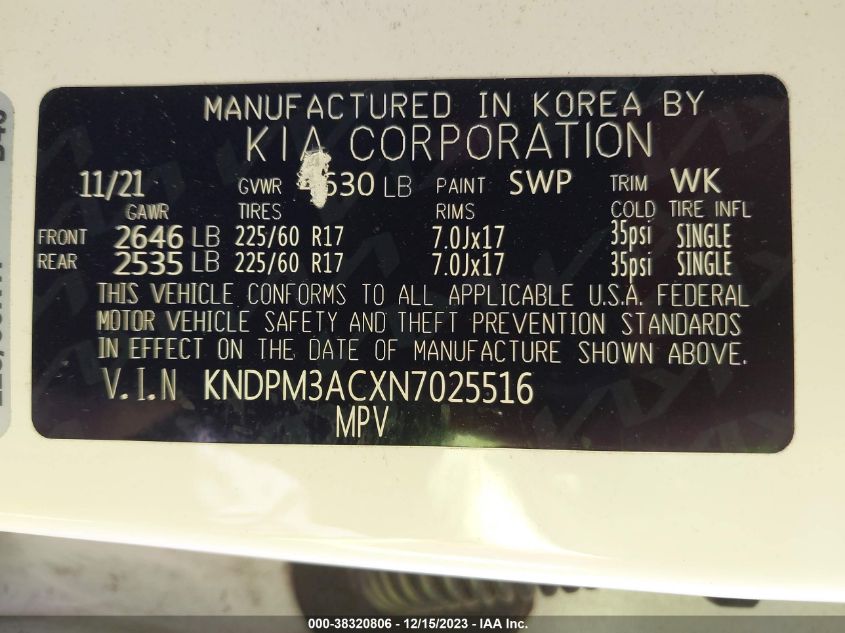 MANUFACTURED IN KOREA BY
KIA CORPORATION
11/21 GVWR 630 LB PAINT SWP TRIM WK
GAWR TIRES RIMS COLD TIRE INFL
FRONT 2646 LB 225/60 R17 7.0Jx17 35psi SINGLE
REAR 2535 LB 225/60 R17 7.0Jx17 35psi SINGLE
THIS VEHICLE CONFORMS TO ALL APPLICABLE U.S.A. FEDERAL
MOTOR VEHICLE SAFETY AND THEFT PREVENTION STANDARDS
IN EFFECT ON THE DATE OF MANUFACTURE SHOWN ABOVE.
V.I.N KNDPM3ACXN7025516
MPV
000-38320806 - 12/15/2023 - IAA Inc.